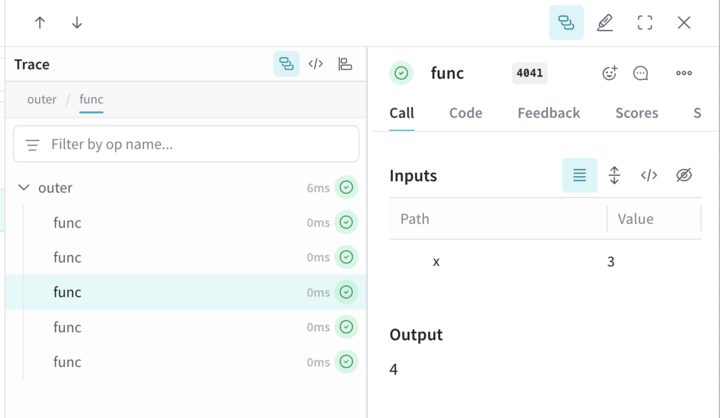 Trace
outer / func
Filter by op name...
outer 6ms
func 0ms
func 0ms
func 0ms
func 0ms
func 0ms
func 4041
Call Code Feedback Scores S
Inputs
Path Value
x 3
Output
4